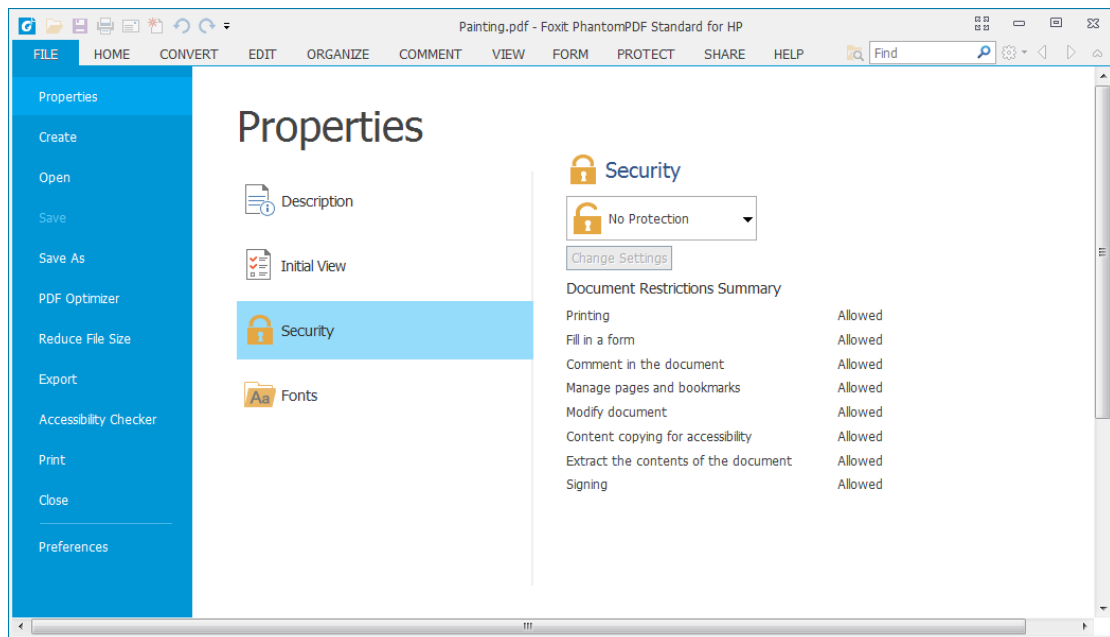 Painting.pdf - Foxit PhantomPDF Standard for HP
FILE HOME CONVERT EDIT ORGANIZE COMMENT VIEW FORM PROTECT SHARE HELP Find
Properties
Create
Open
Save
Save As
PDF Optimizer
Reduce File Size
Export
Accessibility Checker
Print
Close
Preferences
Properties
Description
Initial View
Security
Aa Fonts
Security
No Protection
Change Settings
Document Restrictions Summary
Printing Allowed
Fill in a form Allowed
Comment in the document Allowed
Manage pages and bookmarks Allowed
Modify document Allowed
Content copying for accessibility Allowed
Extract the contents of the document Allowed
Signing Allowed